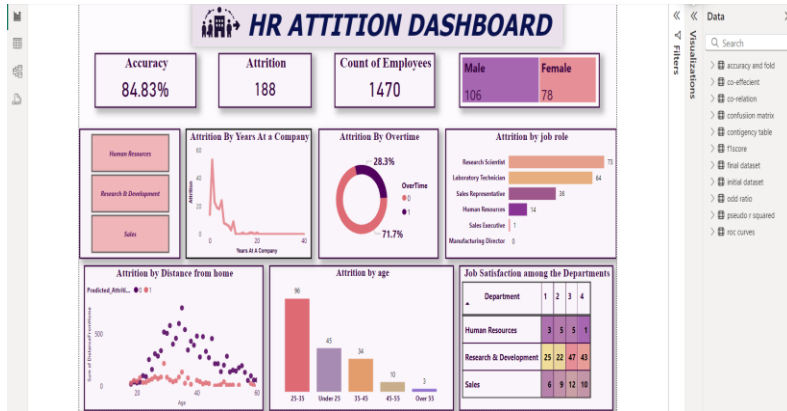 HR ATTITION DASHBOARD
Accuracy
84.83%
Attrition
188
Count of Employees
1470
Male
106
Female
78
Human Resources
Research & Development
Sales
Attrition By Years At a Company
Attrition
60
40
20
0
0
20
40
Years At a Company
Attrition By Overtime
28.3%
71.7%
OverTime
0
1
Attrition by job role
Research Scientist
73
Laboratory Technician
64
Sales Representative
36
Human Resources
14
Sales Executive
1
Manufacturing Director
0
Attrition by Distance from home
Predicted_Attriti... 0 1
Sum of DistanceFromHome
500
0
20
40
60
Age
Attrition by age
96
45
34
10
3
25-35
Under 25
35-45
45-55
Over 55
Job Satisfaction among the Departments
Department 1 2 3 4
Human Resources 3 5 5 1
Research & Development 25 22 47 43
Sales 6 9 12 10
Filters
Visualizations
Data
Search
accuracy and fold
co-effecient
co-relation
confusiion matrix
contigency table
f1score
final dataset
initial dataset
odd ratio
pseudo r squared
roc curves